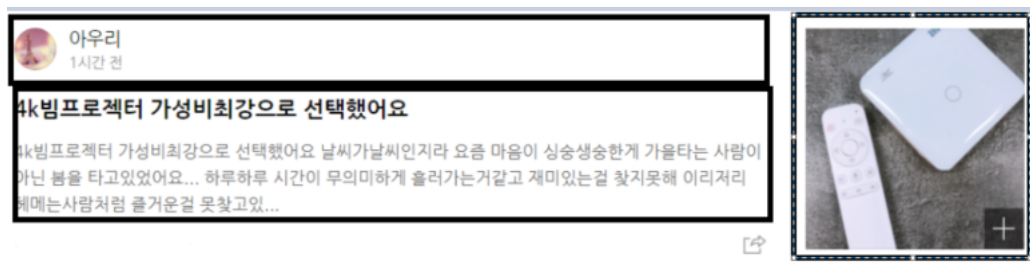 아우리
1시간 전
4k빔프로젝터 가성비최강으로 선택했어요
4k빔프로젝터 가성비최강으로 선택했어요 날씨가날씨인지라 요즘 마음이 싱숭생숭한게 가을타는 사람이
아닌 봄을 타고있었어요... 하루하루 시간이 무의미하게 흘러가는거같고 재미있는걸 찾지못해 이리저리
헤메는사람처럼 즐거운걸 못찾고있...